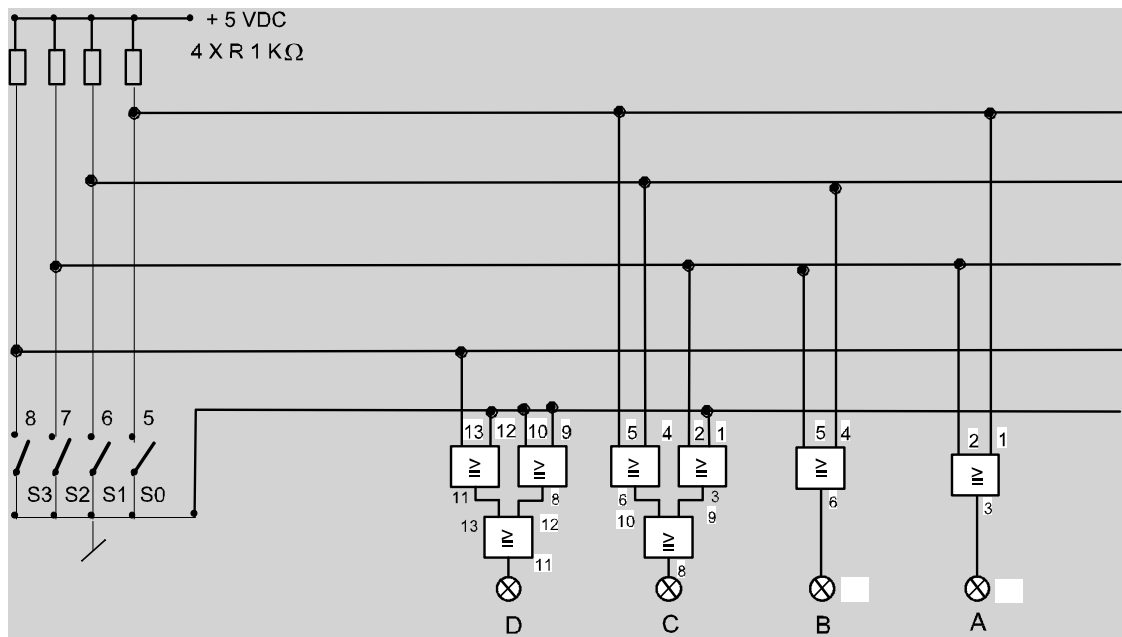 + 5 VDC
4 X R 1 KΩ
8 7 6 5
S3 S2 S1 S0
13 12 10 9 5 4 2 1 5 4 2 1
≥ ≥ ≥ ≥ ≥ ≥
11 8 6 3 6 3
13 12 10 9
≥ ≥
11 8
D C B A